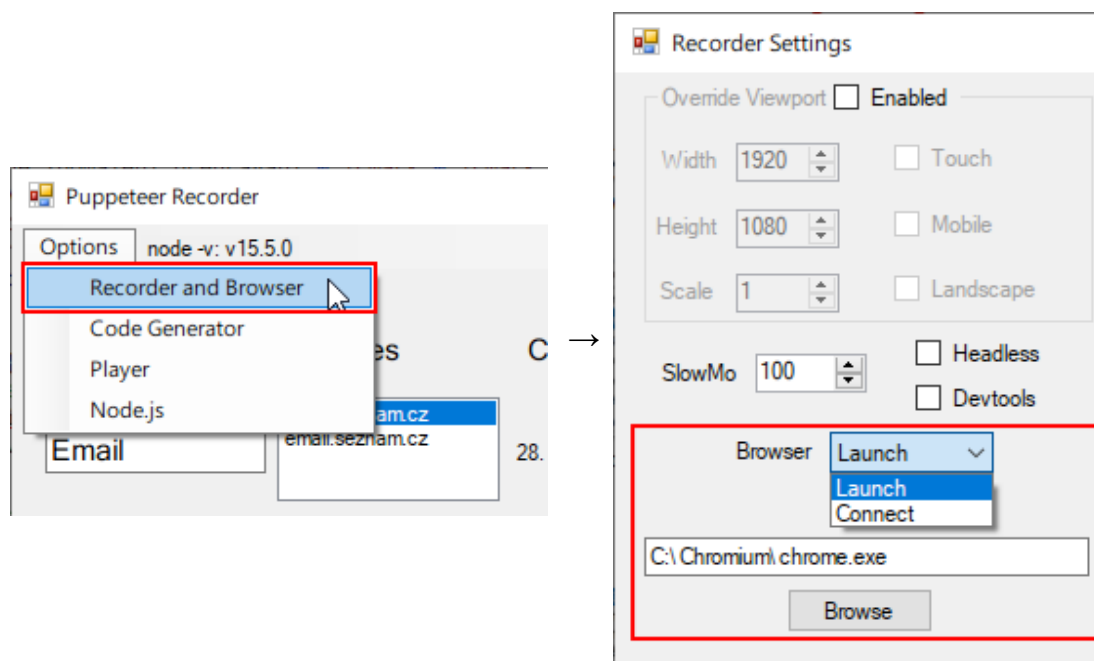 Puppeteer Recorder
Options node -v: v15.5.0
Recorder and Browser
Code Generator
Player
Node.js
es
C
am.cz
email.seznam.cz
Email
28.
→
Recorder Settings
Override Viewport Enabled
Width 1920 Touch
Height 1080 Mobile
Scale 1 Landscape
SlowMo 100 Headless
Devtools
Browser Launch
Launch
Connect
C:\Chromium\chrome.exe
Browse